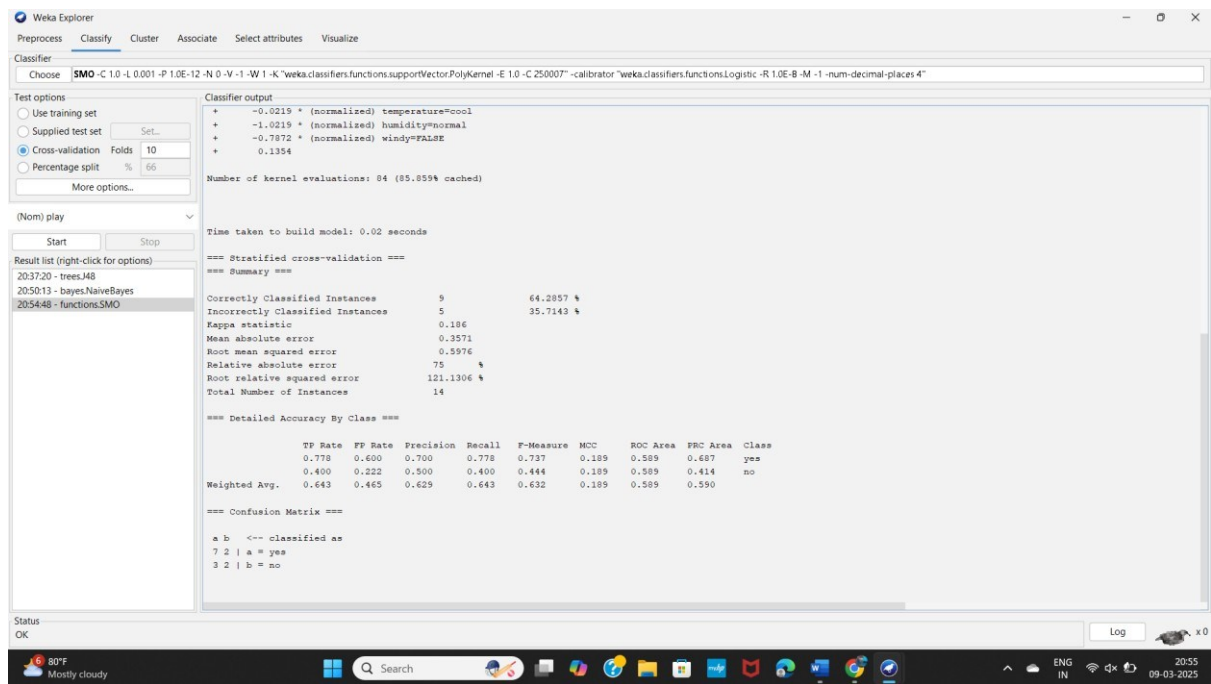 Weka Explorer
Preprocess Classify Cluster Associate Select attributes Visualize
Classifier
Choose SMO -C 1.0 -L 0.001 -P 1.0E-12 -N 0 -V -1 -W 1 -K "weka.classifiers.functions.supportVector.PolyKernel -E 1.0 -C 250007" -calibrator "weka.classifiers.functions.Logistic -R 1.0E-8 -M -1 -num-decimal-places 4"
Test options
Use training set
Supplied test set Set...
Cross-validation Folds 10
Percentage split % 66
More options...
(Nom) play
Start Stop
Result list (right-click for options)
20:37:20 - trees.J48
20:50:13 - bayes.NaiveBayes
20:54:48 - functions.SMO
Classifier output
+ -0.0219 * (normalized) temperature=cool
+ -1.0219 * (normalized) humidity=normal
+ -0.7872 * (normalized) windy=FALSE
+ 0.1354
Number of kernel evaluations: 84 (85.859% cached)
Time taken to build model: 0.02 seconds
=== Stratified cross-validation ===
=== Summary ===
Correctly Classified Instances 9 64.2857 %
Incorrectly Classified Instances 5 35.7143 %
Kappa statistic 0.186
Mean absolute error 0.3571
Root mean squared error 0.5976
Relative absolute error 75 %
Root relative squared error 121.1306 %
Total Number of Instances 14
=== Detailed Accuracy By Class ===
TP Rate FP Rate Precision Recall F-Measure MCC ROC Area PRC Area Class
0.778 0.600 0.700 0.778 0.737 0.189 0.589 0.687 yes
0.400 0.222 0.500 0.400 0.444 0.189 0.589 0.414 no
Weighted Avg. 0.643 0.465 0.629 0.643 0.632 0.189 0.589 0.590
=== Confusion Matrix ===
a b <-- classified as
7 2 | a = yes
3 2 | b = no
Status
OK
Log x 0
6
80°F
Mostly cloudy
Search
ENG
IN
20:55
09-03-2025